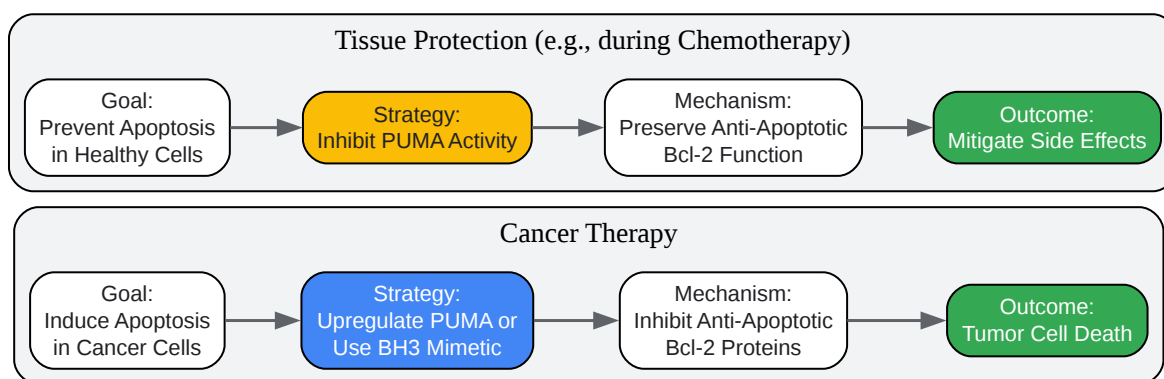 Tissue Protection (e.g., during Chemotherapy)
Goal:
Prevent Apoptosis
in Healthy Cells
Strategy:
Inhibit PUMA Activity
Mechanism:
Preserve Anti-Apoptotic
Bcl-2 Function
Outcome:
Mitigate Side Effects
Cancer Therapy
Goal:
Induce Apoptosis
in Cancer Cells
Strategy:
Upregulate PUMA or
Use BH3 Mimetic
Mechanism:
Inhibit Anti-Apoptotic
Bcl-2 Proteins
Outcome:
Tumor Cell Death